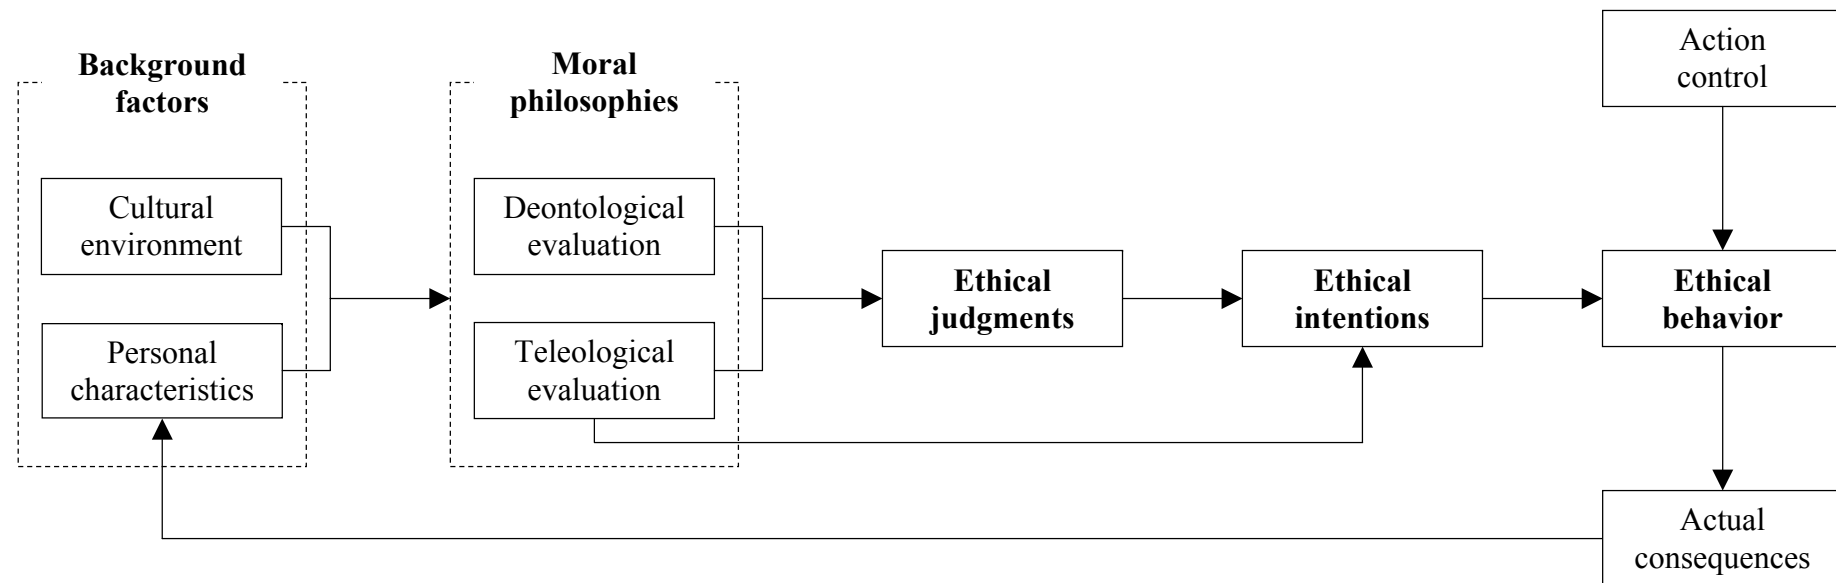 Background
factors
Cultural
environment
Personal
characteristics
Moral
philosophies
Deontological
evaluation
Teleological
evaluation
Ethical
judgments
Ethical
intentions
Action
control
Ethical
behavior
Actual
consequences